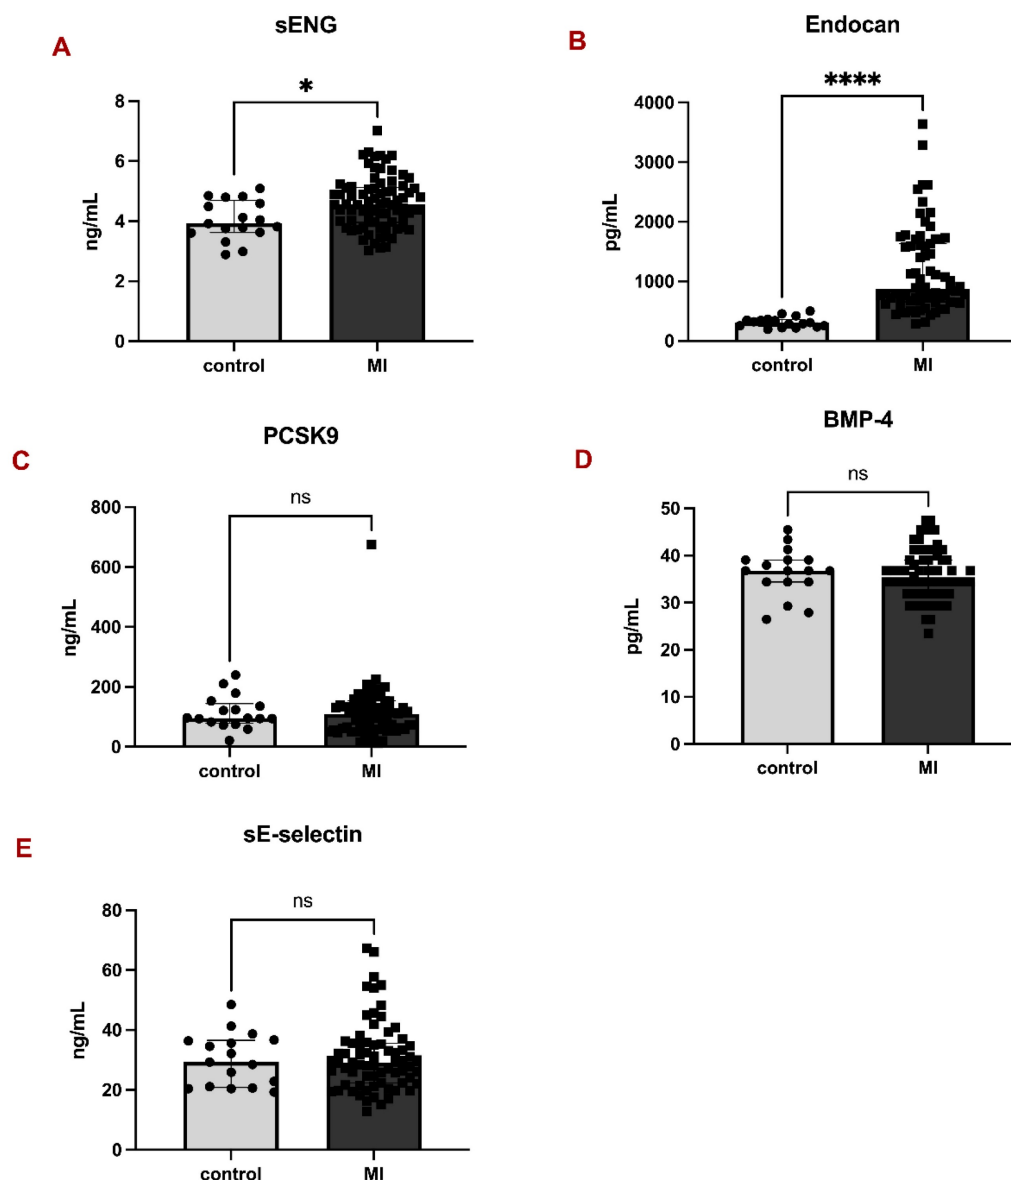 A
sENG
*
ng/mL
8
6
4
2
0
control
MI
B
Endocan
****
pg/mL
4000
3000
2000
1000
0
control
MI
C
PCSK9
ns
ng/mL
800
600
400
200
0
control
MI
D
BMP-4
ns
pg/mL
50
40
30
20
10
0
control
MI
E
sE-selectin
ns
ng/mL
80
60
40
20
0
control
MI